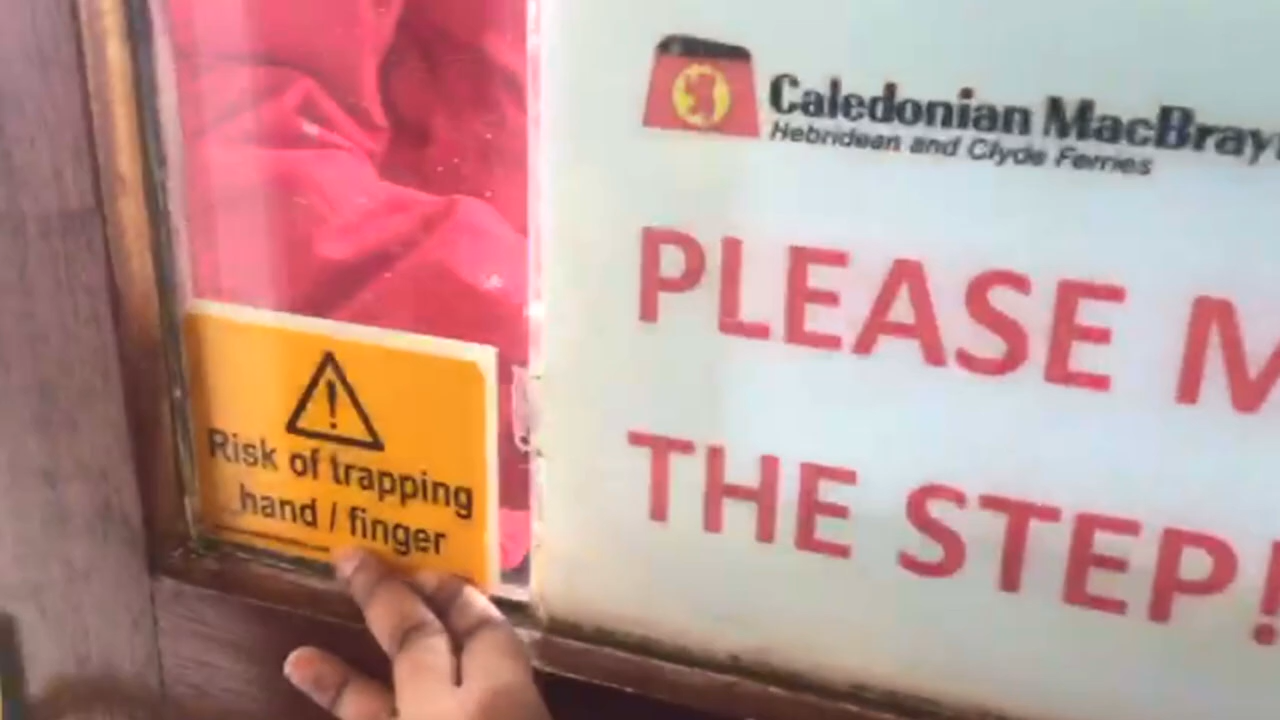 Caledonian MacBray
Hebridean and Clyde Ferries
PLEASE M
THE STEP!
Risk of trapping
hand / finger